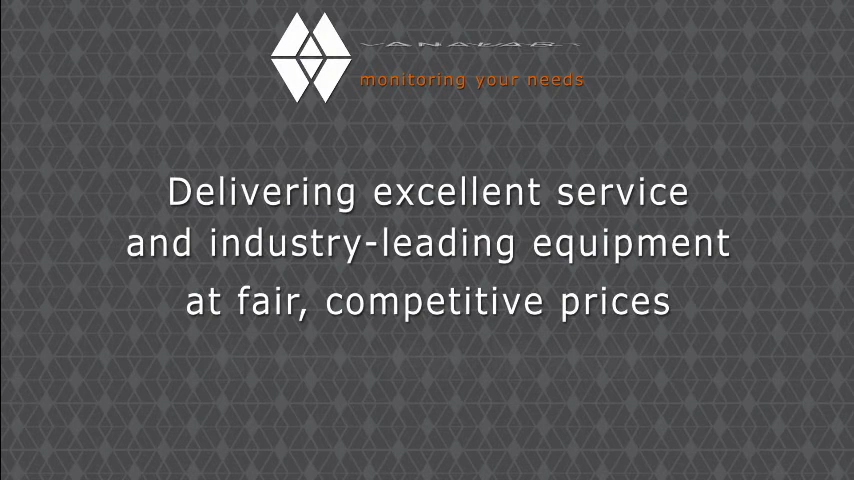 monitoring your needs
Delivering excellent service
and industry-leading equipment
at fair, competitive prices